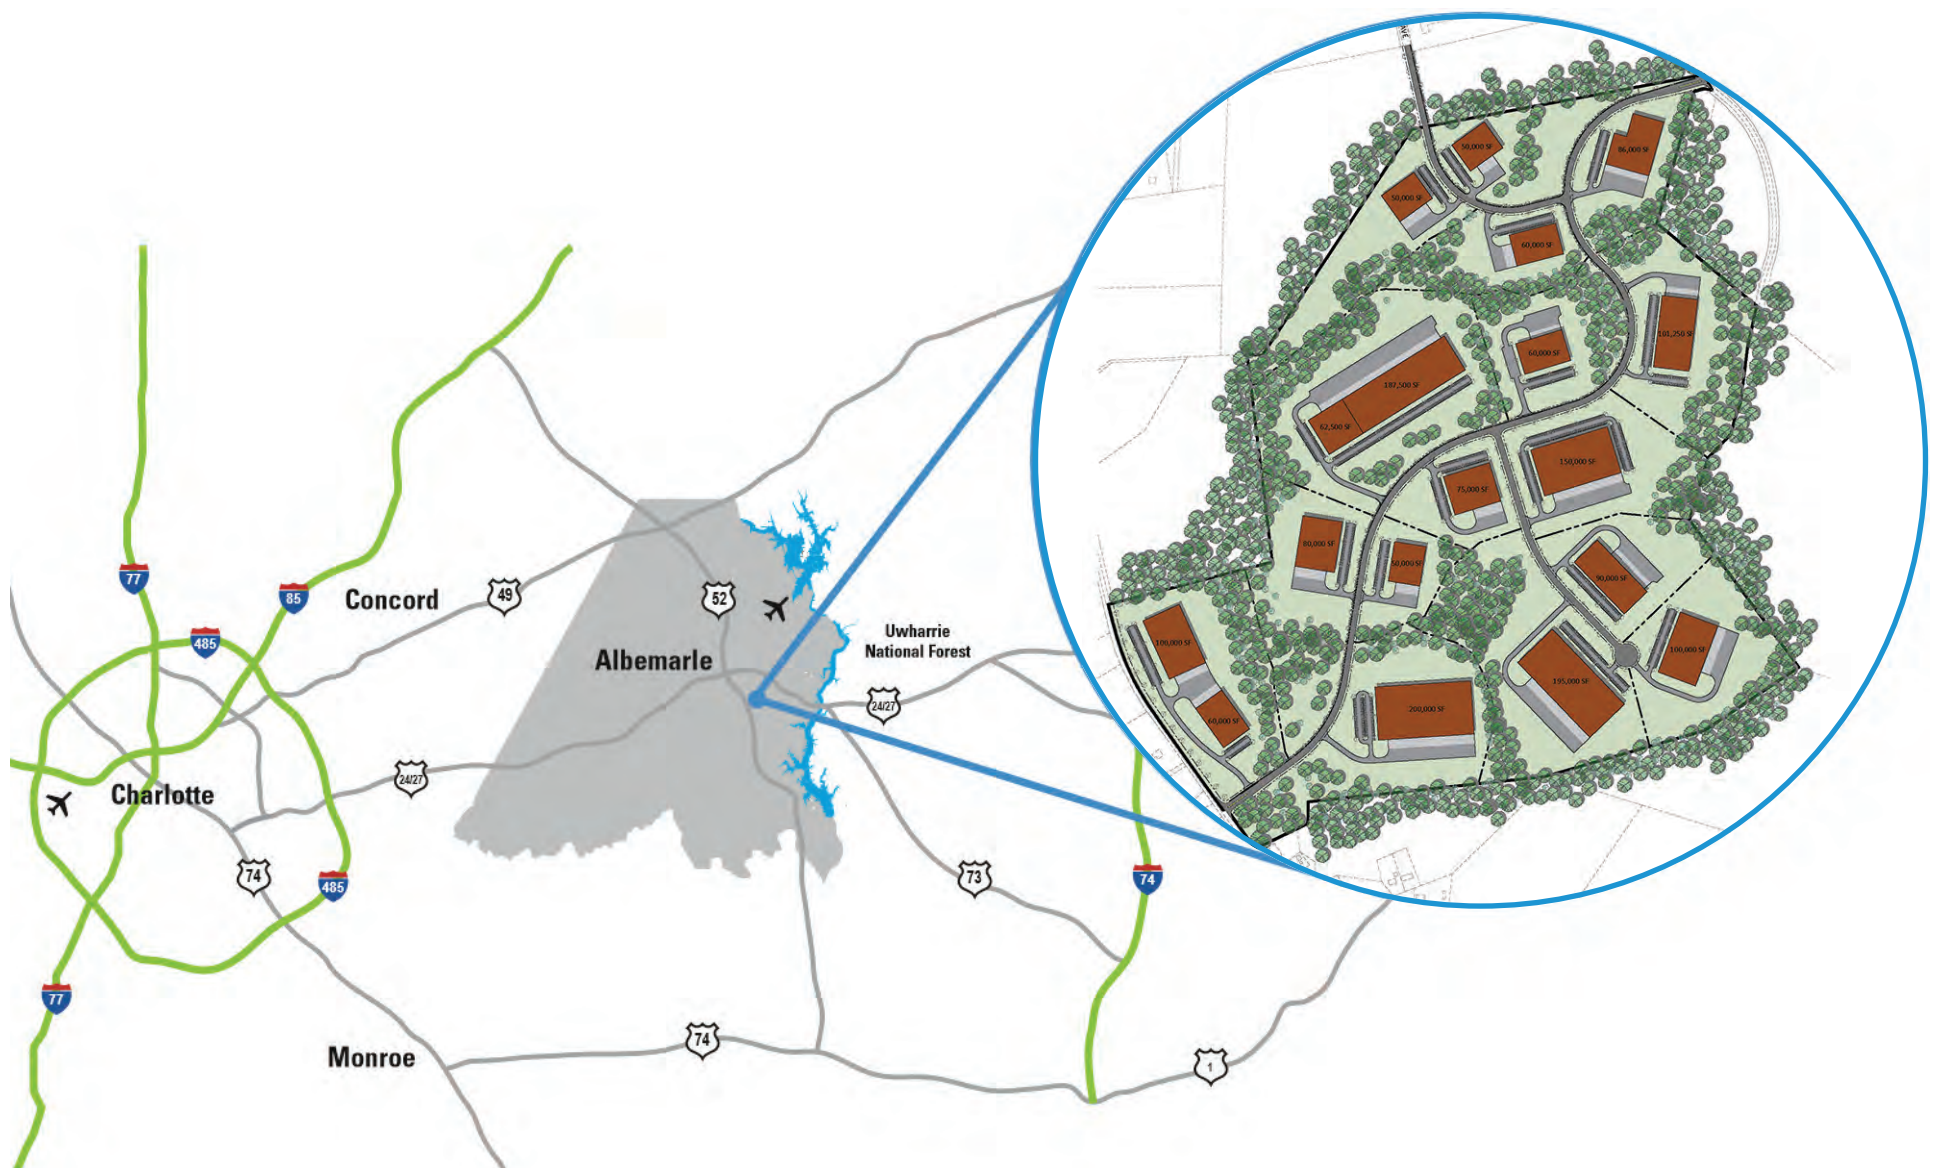 AVE
50,000 SF
86,000 SF
50,000 SF
60,000 SF
101,250 SF
60,000 SF
187,500 SF
62,500 SF
150,000 SF
75,000 SF
80,000 SF
50,000 SF
90,000 SF
100,000 SF
100,000 SF
195,000 SF
200,000 SF
60,000 SF
77
85
Concord
49
52
485
Albemarle
Uwharrie
National Forest
24/27
24/27
Charlotte
74
485
73
74
77
Monroe
74
1